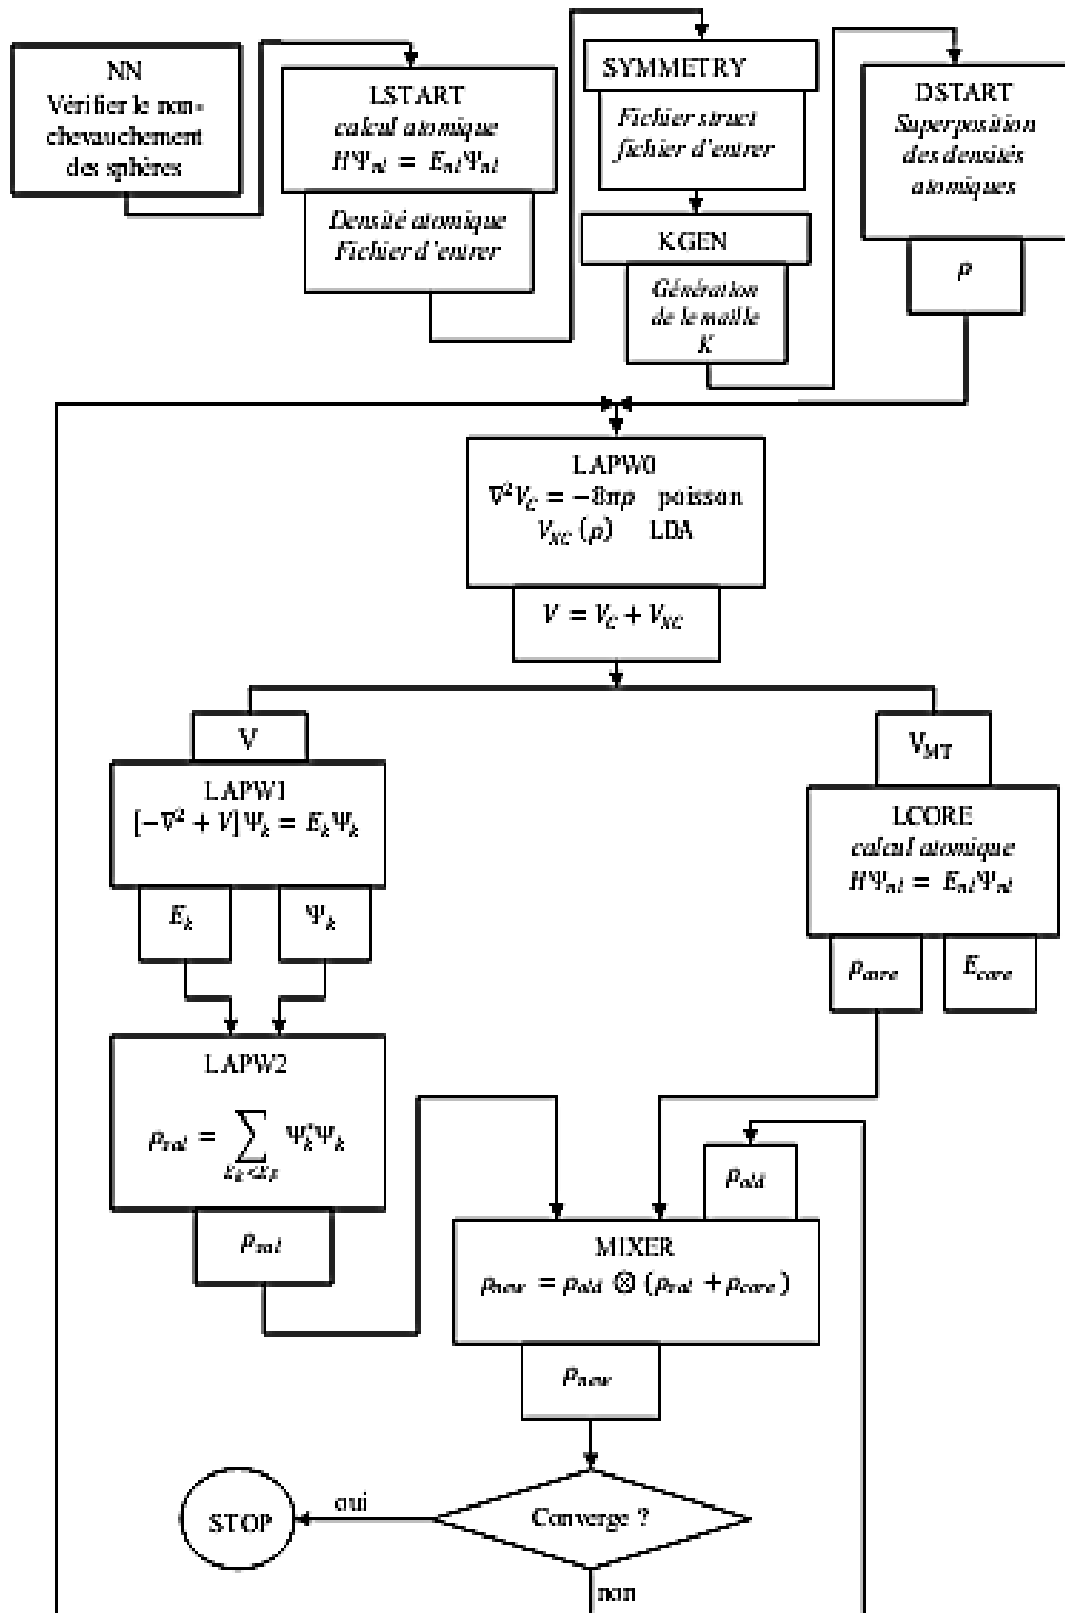 NN
Vérifier le non-
chevauchement
des sphères
LSTART
calcul atomique
HΨnl = EnlΨnl
Densité atomique
Fichier d'entrer
SYMMETRY
Fichier struct
fichier d'entrer
KGEN
Génération
de le maille
K
DSTART
Superposition
des densités
atomiques
ρ
LAPW0
∇²VC = −8πρ poisson
VXC (ρ) LDA
V = VC + VXC
V
LAPW1
[−∇² + V]Ψk = EkΨk
Ek
Ψk
VMT
LCORE
calcul atomique
HΨnl = EnlΨnl
ρcore
Ecore
LAPW2
ρval = ∑ Ψk*Ψk
Ek<EF
ρval
ρold
MIXER
ρnew = ρold ⊗ (ρval + ρcore)
ρnew
Converge ?
oui
STOP
non